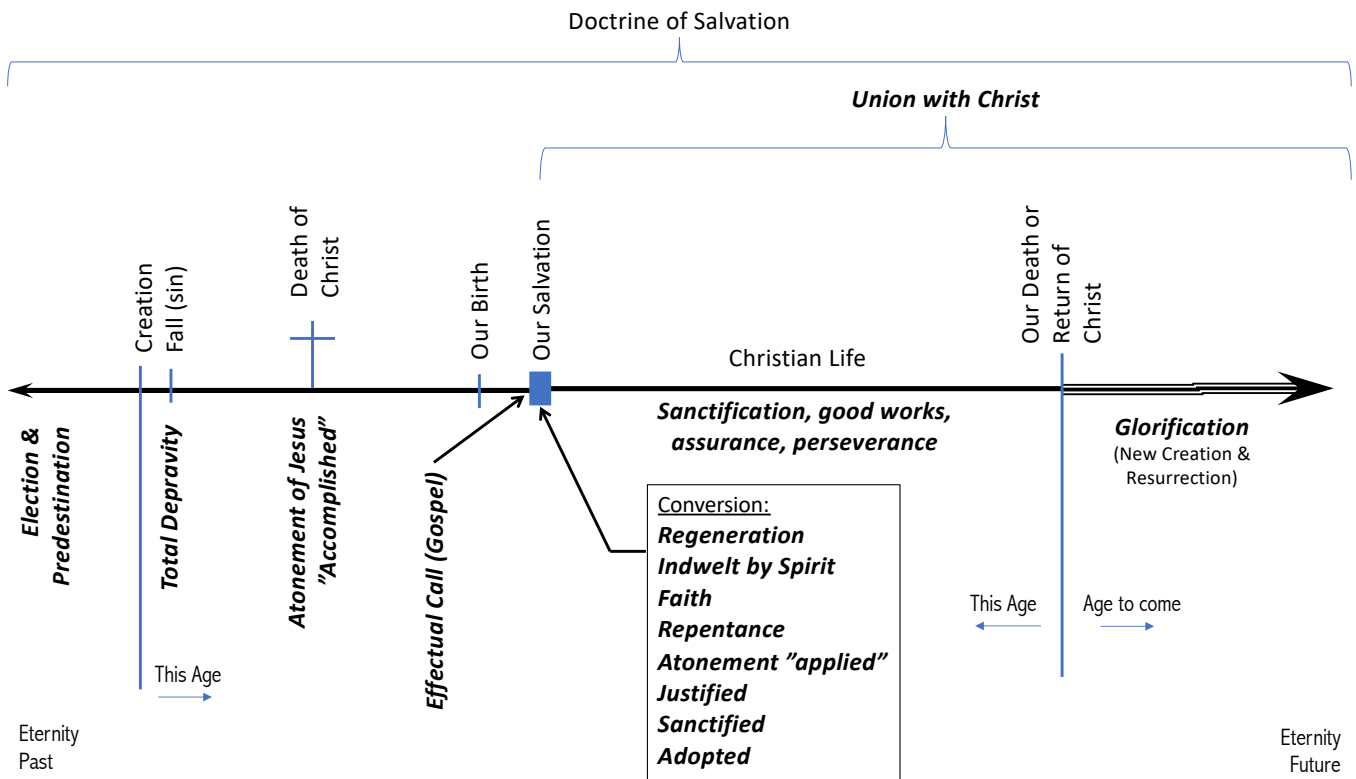 Doctrine of Salvation
Union with Christ
Creation
Fall (sin)
Death of
Christ
Our Birth
Our Salvation
Christian Life
Our Death or
Return of
Christ
Election &
Predestination
Total Depravity
Atonement of Jesus
”Accomplished”
Effectual Call (Gospel)
Sanctification, good works,
assurance, perseverance
Glorification
(New Creation &
Resurrection)
Conversion:
Regeneration
Indwelt by Spirit
Faith
Repentance
Atonement ”applied”
Justified
Sanctified
Adopted
This Age
Age to come
This Age
Eternity
Past
Eternity
Future